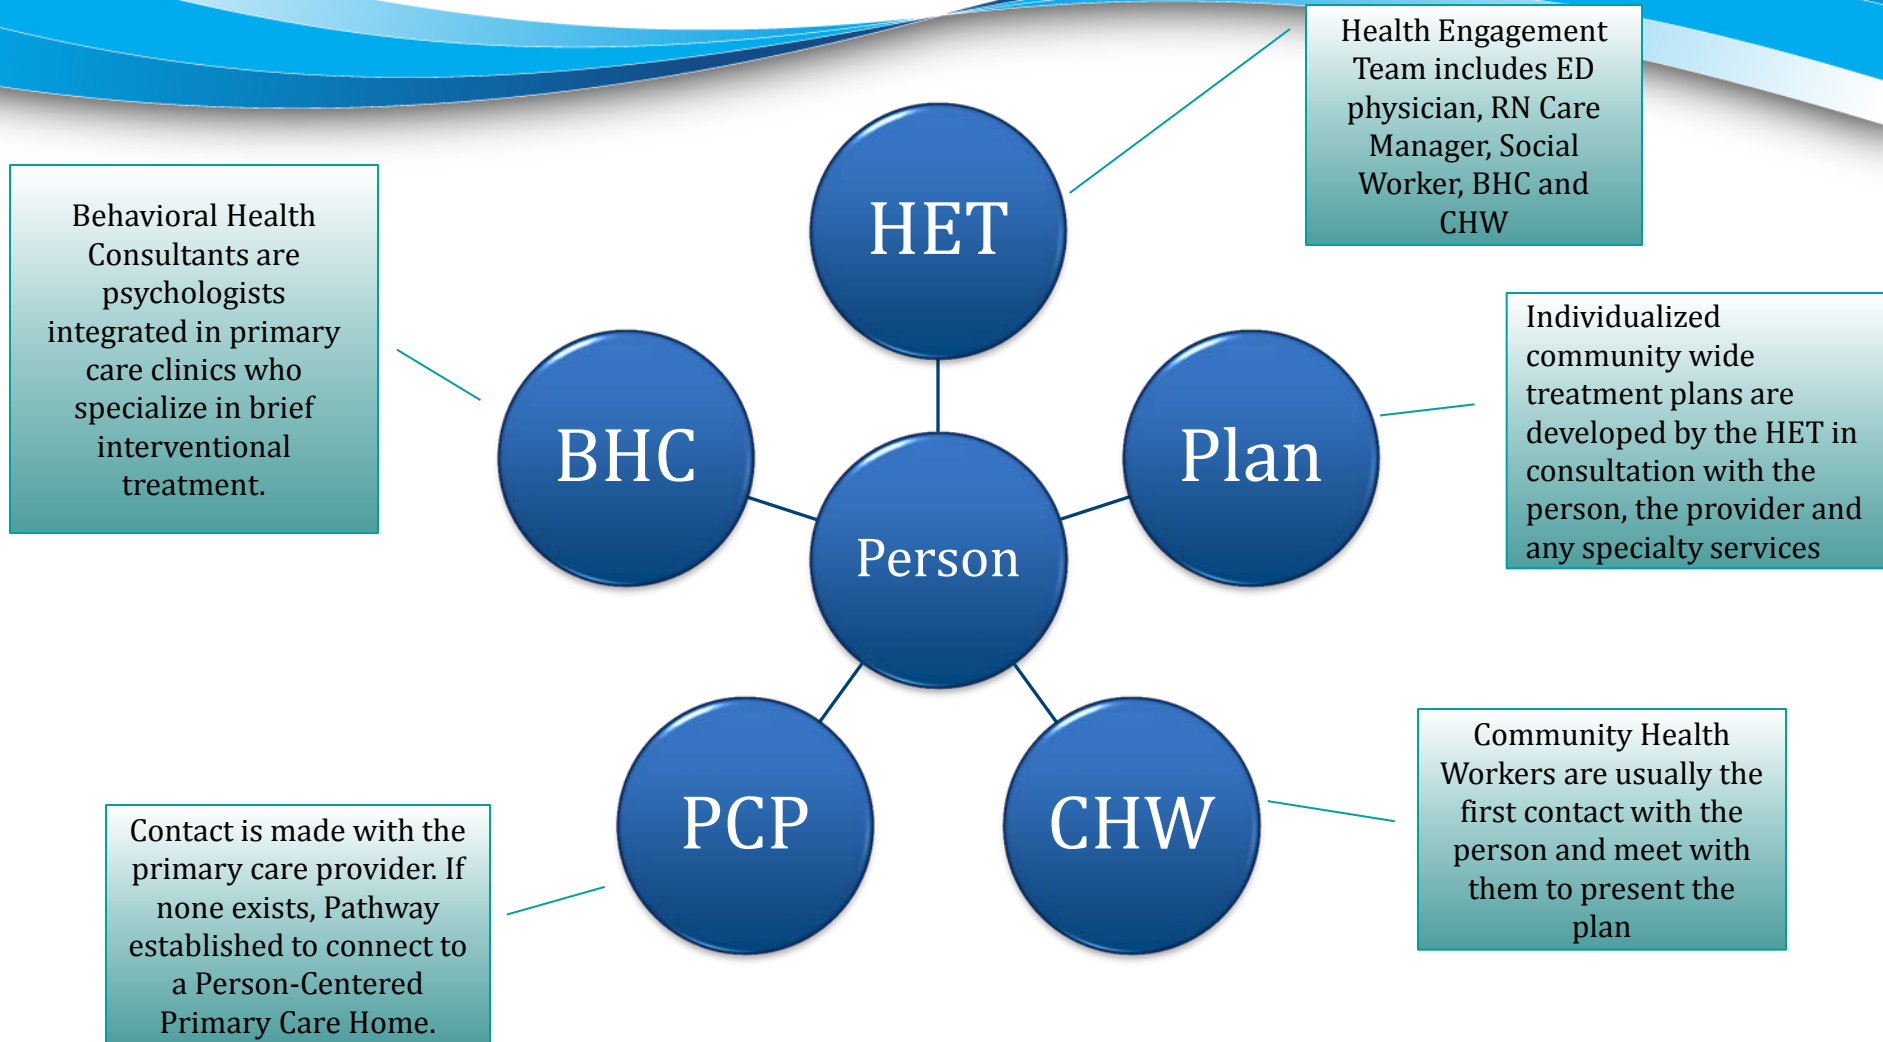 Health Engagement
Team includes ED
physician, RN Care
Manager, Social
Worker, BHC and
CHW
HET
Behavioral Health
Consultants are
psychologists
integrated in primary
care clinics who
specialize in brief
interventional
treatment.
BHC
Plan
Individualized
community wide
treatment plans are
developed by the HET in
consultation with the
person, the provider and
any specialty services
Person
PCP
CHW
Community Health
Workers are usually the
first contact with the
person and meet with
them to present the
plan
Contact is made with the
primary care provider. If
none exists, Pathway
established to connect to
a Person-Centered
Primary Care Home.